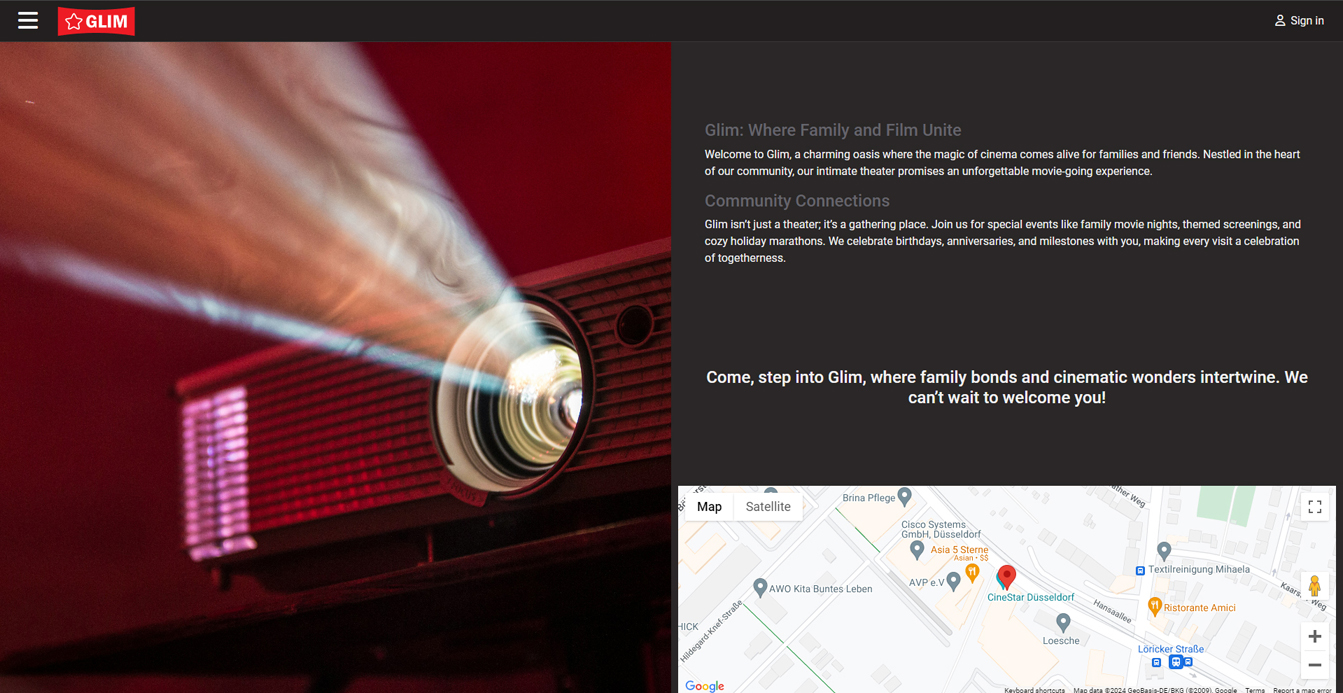 GLIM
Sign in
Glim: Where Family and Film Unite
Welcome to Glim, a charming oasis where the magic of cinema comes alive for families and friends. Nestled in the heart
of our community, our intimate theater promises an unforgettable movie-going experience.
Community Connections
Glim isn’t just a theater; it’s a gathering place. Join us for special events like family movie nights, themed screenings, and
cozy holiday marathons. We celebrate birthdays, anniversaries, and milestones with you, making every visit a celebration
of togetherness.
Come, step into Glim, where family bonds and cinematic wonders intertwine. We
can’t wait to welcome you!
Map
Satellite
Brina Pflege
Cisco Systems
GmbH, Düsseldorf
Asia 5 Sterne
Asian • $$
AVP e.V
CineStar Düsseldorf
AWO Kita Buntes Leben
HICK
Hildegard-Knef-Straße
Textilreinigung Mihaela
Ristorante Amici
Hansaallee
Loesche
Löricker Straße
Google
Keyboard shortcuts
Map data ©2024 GeoBasis-DE/BKG (©2009), Google
Terms
Report a map error